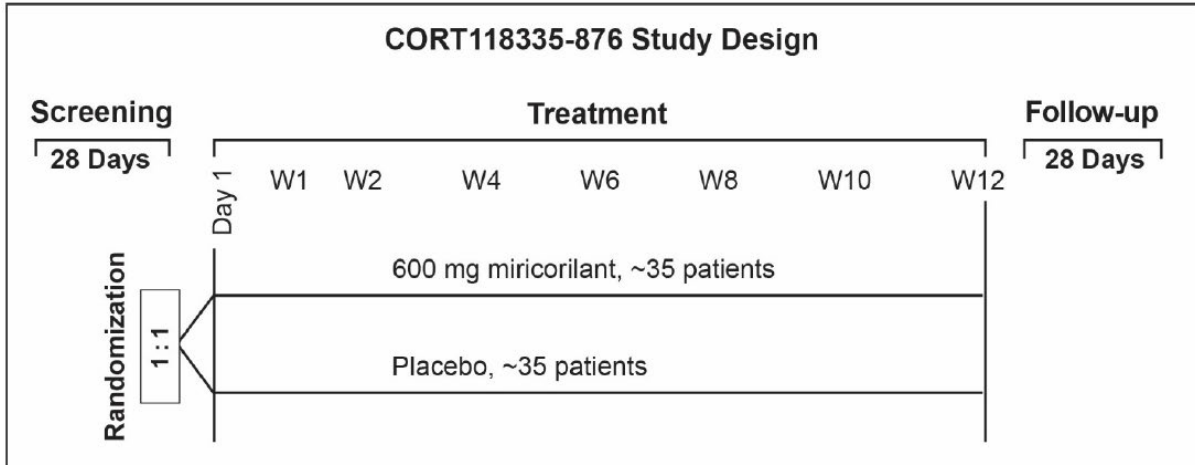 CORT118335-876 Study Design
Screening
Treatment
Follow-up
28 Days
28 Days
Day 1
W1
W2
W4
W6
W8
W10
W12
600 mg miricorilant, ~35 patients
Randomization
1 : 1
Placebo, ~35 patients